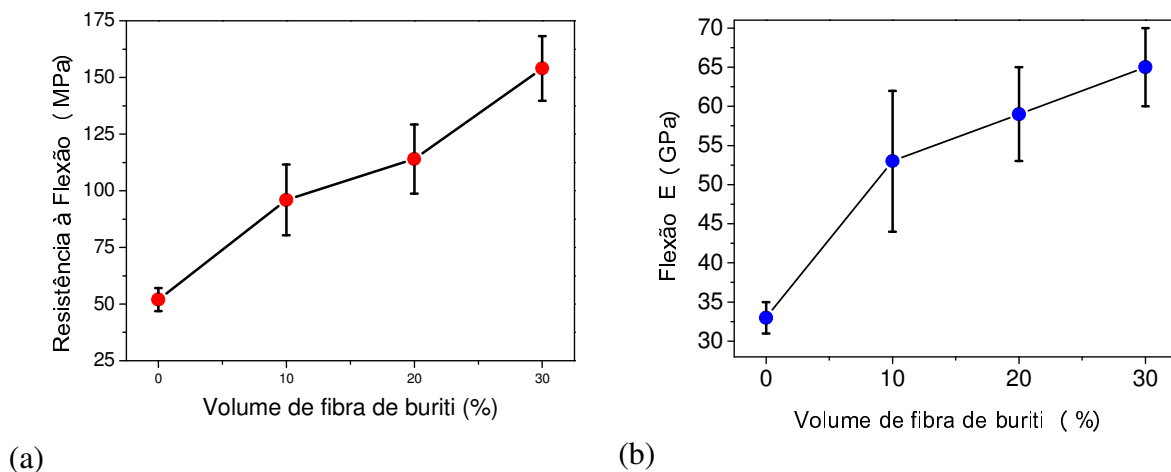 Resistência à Flexão ( MPa)
175
150
125
100
75
50
25
0 10 20 30
Volume de fibra de buriti (%)
(a)
Flexão E ( GPa)
70
65
60
55
50
45
40
35
30
0 10 20 30
Volume de fibra de buriti ( %)
(b)